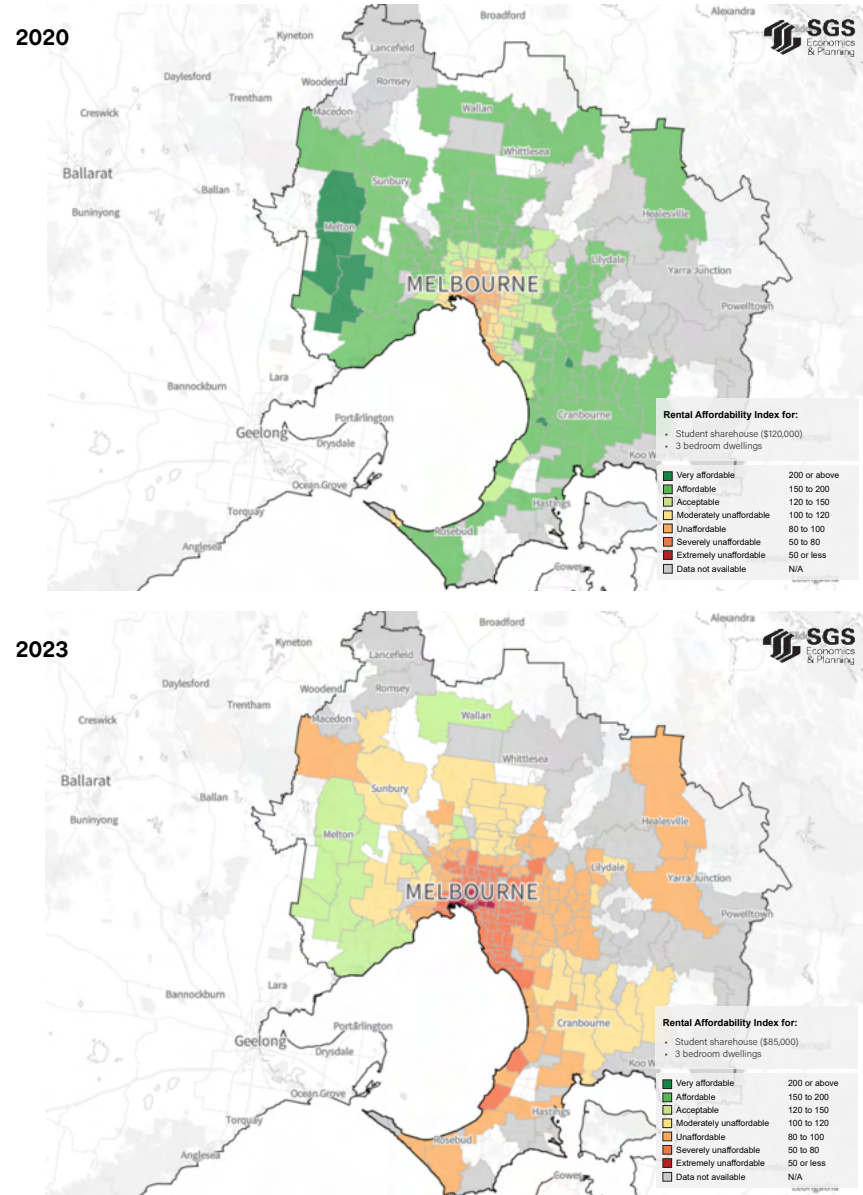 2020
Broadford
Alexandra
SGS
Economics
& Planning
Kyneton
Lancefield
Daylesford
Woodend
Romsey
Trentham
Creswick
Macedon
Wallan
Whittlesea
Ballarat
Sunbury
Ballan
Buninyong
Healesville
Melton
Lilydale
MELBOURNE
Yarra Junction
Powelltown
Lara
Bannockburn
Portarlington
Geelong
Drysdale
Cranbourne
Ocean Grove
Torquay
Hastings
Rosebud
Anglesea
Cowes
Rental Affordability Index for:
• Student sharehouse ($120,000)
• 3 bedroom dwellings
Koo Wee
Very affordable 200 or above
Affordable 150 to 200
Acceptable 120 to 150
Moderately unaffordable 100 to 120
Unaffordable 80 to 100
Severely unaffordable 50 to 80
Extremely unaffordable 50 or less
Data not available N/A
2023
Broadford
Alexandra
SGS
Economics
& Planning
Kyneton
Lancefield
Daylesford
Woodend
Romsey
Trentham
Creswick
Macedon
Wallan
Whittlesea
Ballarat
Sunbury
Ballan
Buninyong
Healesville
Melton
Lilydale
Yarra Junction
MELBOURNE
Powelltown
Lara
Bannockburn
Portarlington
Geelong
Drysdale
Cranbourne
Ocean Grove
Torquay
Hastings
Rosebud
Anglesea
Cowes
Rental Affordability Index for:
• Student sharehouse ($85,000)
• 3 bedroom dwellings
Koo Wee
Very affordable 200 or above
Affordable 150 to 200
Acceptable 120 to 150
Moderately unaffordable 100 to 120
Unaffordable 80 to 100
Severely unaffordable 50 to 80
Extremely unaffordable 50 or less
Data not available N/A